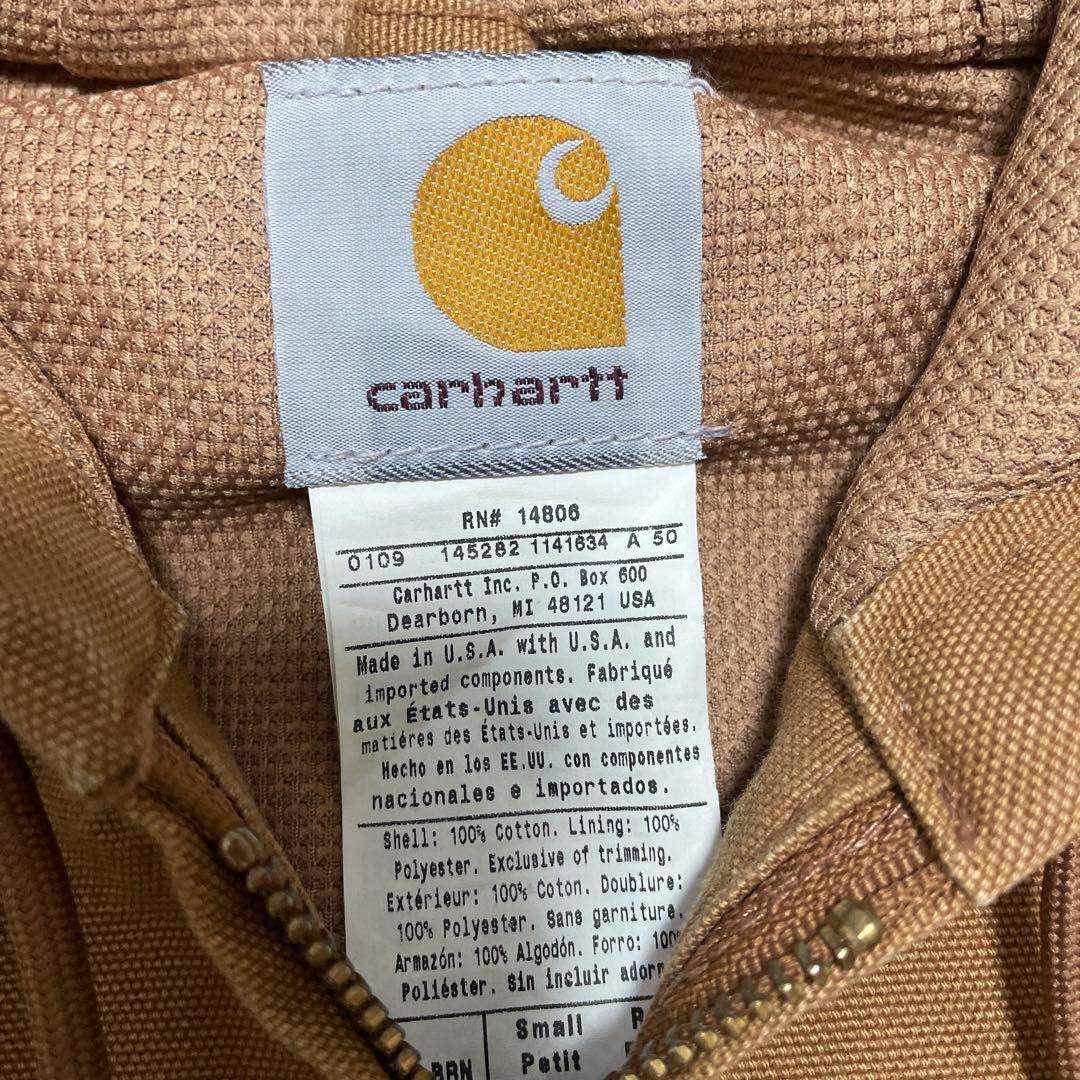 carhartt
RN# 14806
0109 145282 1141634 A 50
Carhartt Inc. P.O. Box 600
Dearborn, MI 48121 USA
Made in U.S.A. with U.S.A. and
imported components. Fabriqué
aux États-Unis avec des
matiéres des États-Unis et importées.
Hecho en los EE.UU. con componentes
nacionales e importados.
Shell: 100% Cotton. Lining: 100%
Polyester. Exclusive of trimming.
Extérieur: 100% Coton. Doublure:
100% Polyester. Sans garniture.
Armazón: 100% Algodón. Forro: 100%
Poliéster. Sin incluir
Small
BRN Petit